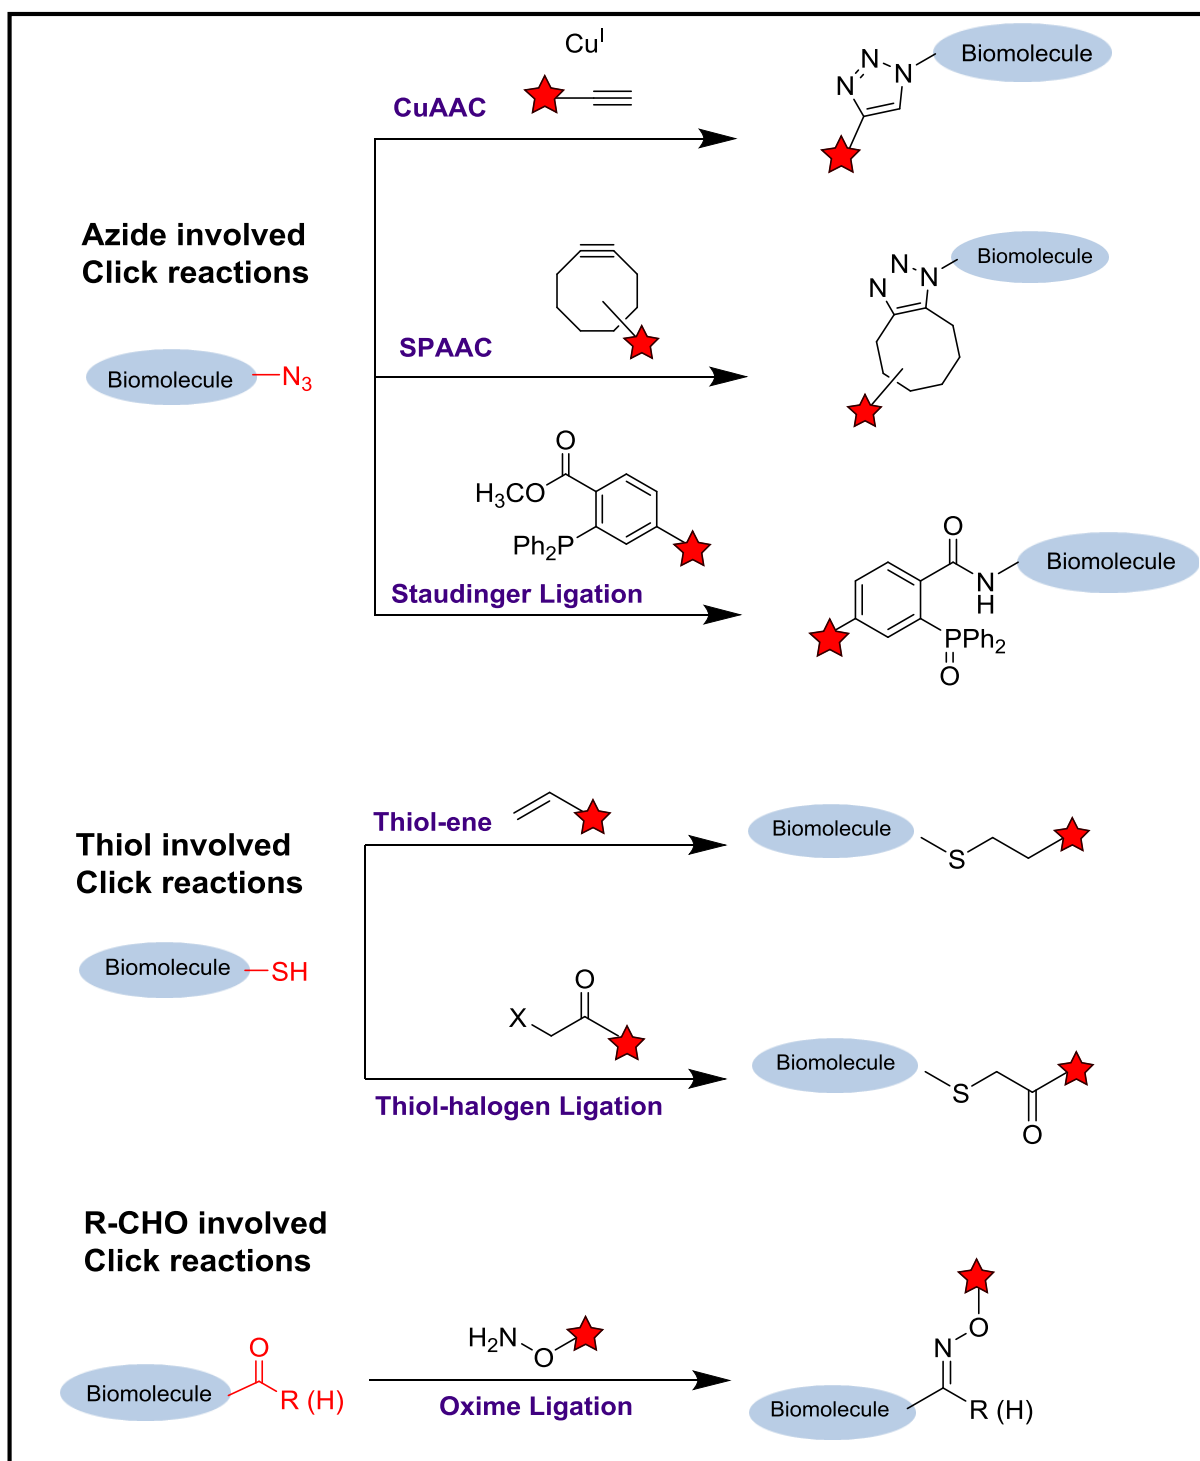 Cu^I
CuAAC
N
N
N
Biomolecule
Azide involved
Click reactions
Biomolecule
N₃
SPAAC
N
N
N
Biomolecule
O
H₃CO
Ph₂P
Staudinger Ligation
O
N
H
Biomolecule
PPh₂
O
Thiol involved
Click reactions
Biomolecule
SH
Thiol-ene
Biomolecule
S
O
X
Thiol-halogen Ligation
Biomolecule
S
O
R-CHO involved
Click reactions
O
Biomolecule
R (H)
H₂N
O
Oxime Ligation
O
N
Biomolecule
R (H)